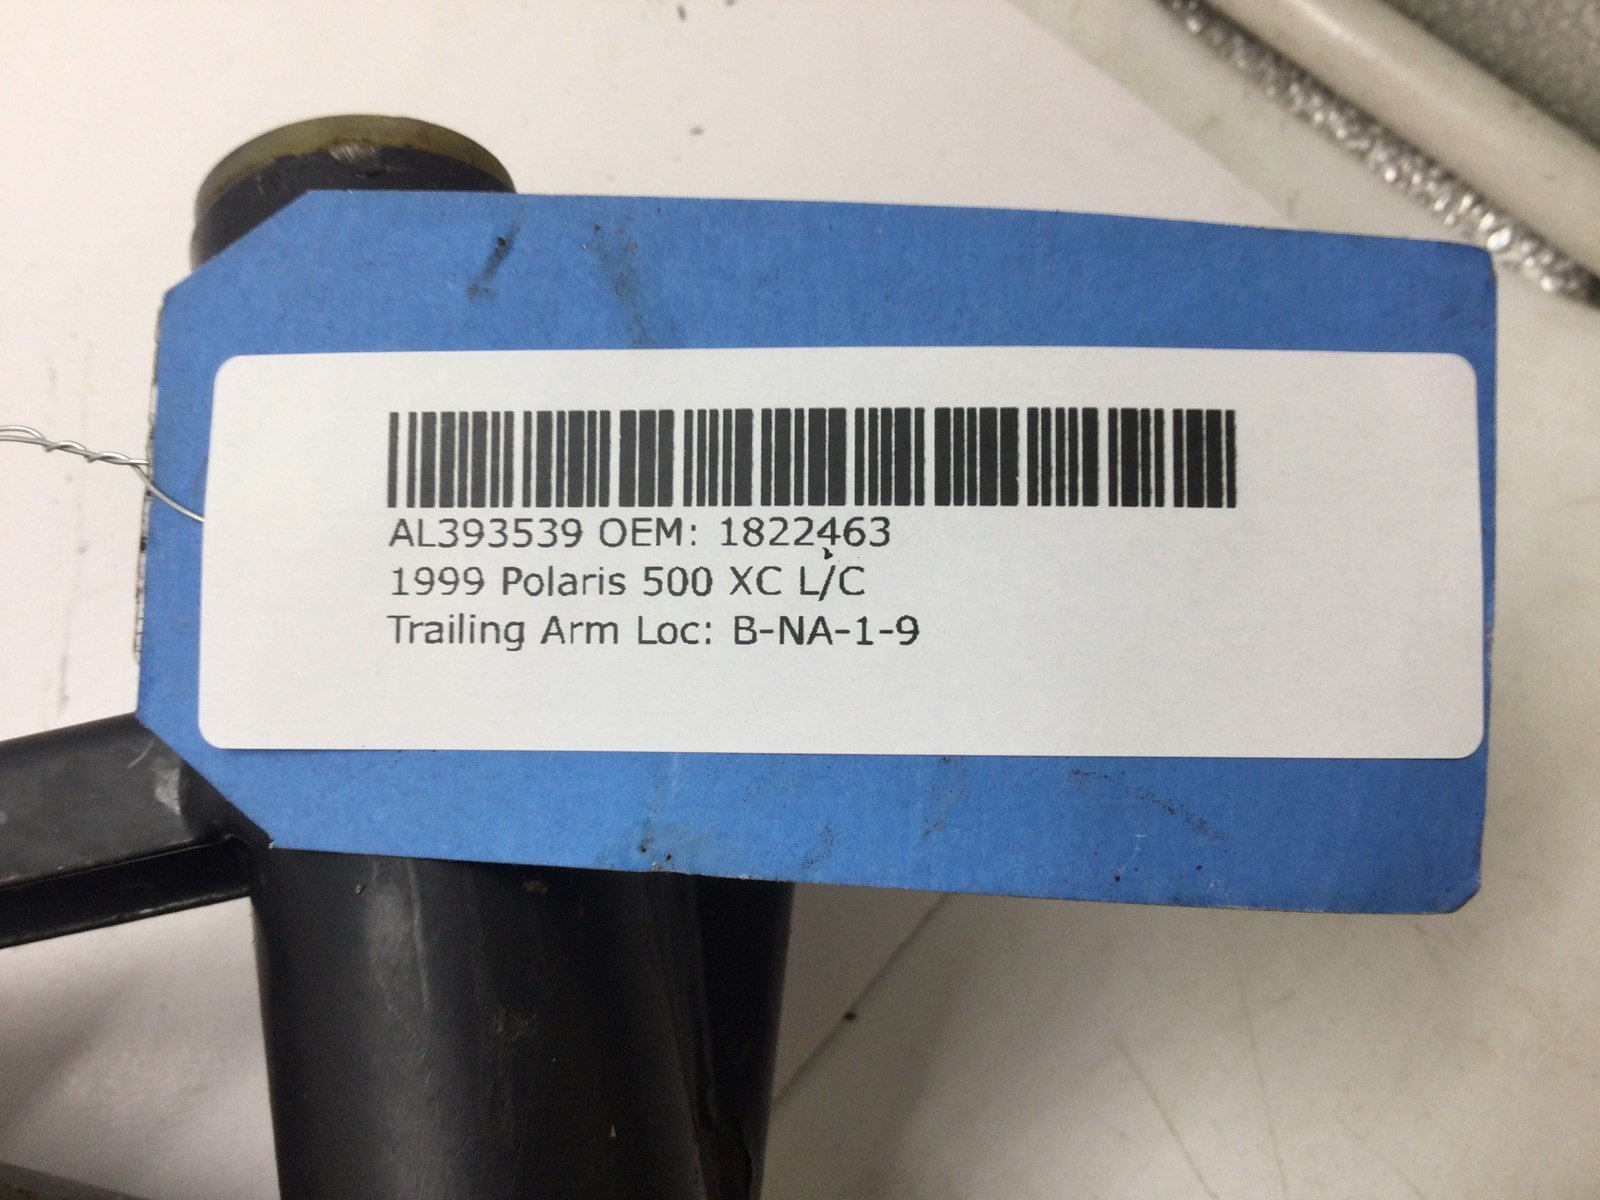 AL393539 OEM: 1822463
1999 Polaris 500 XC L/C
Trailing Arm Loc: B-NA-1-9